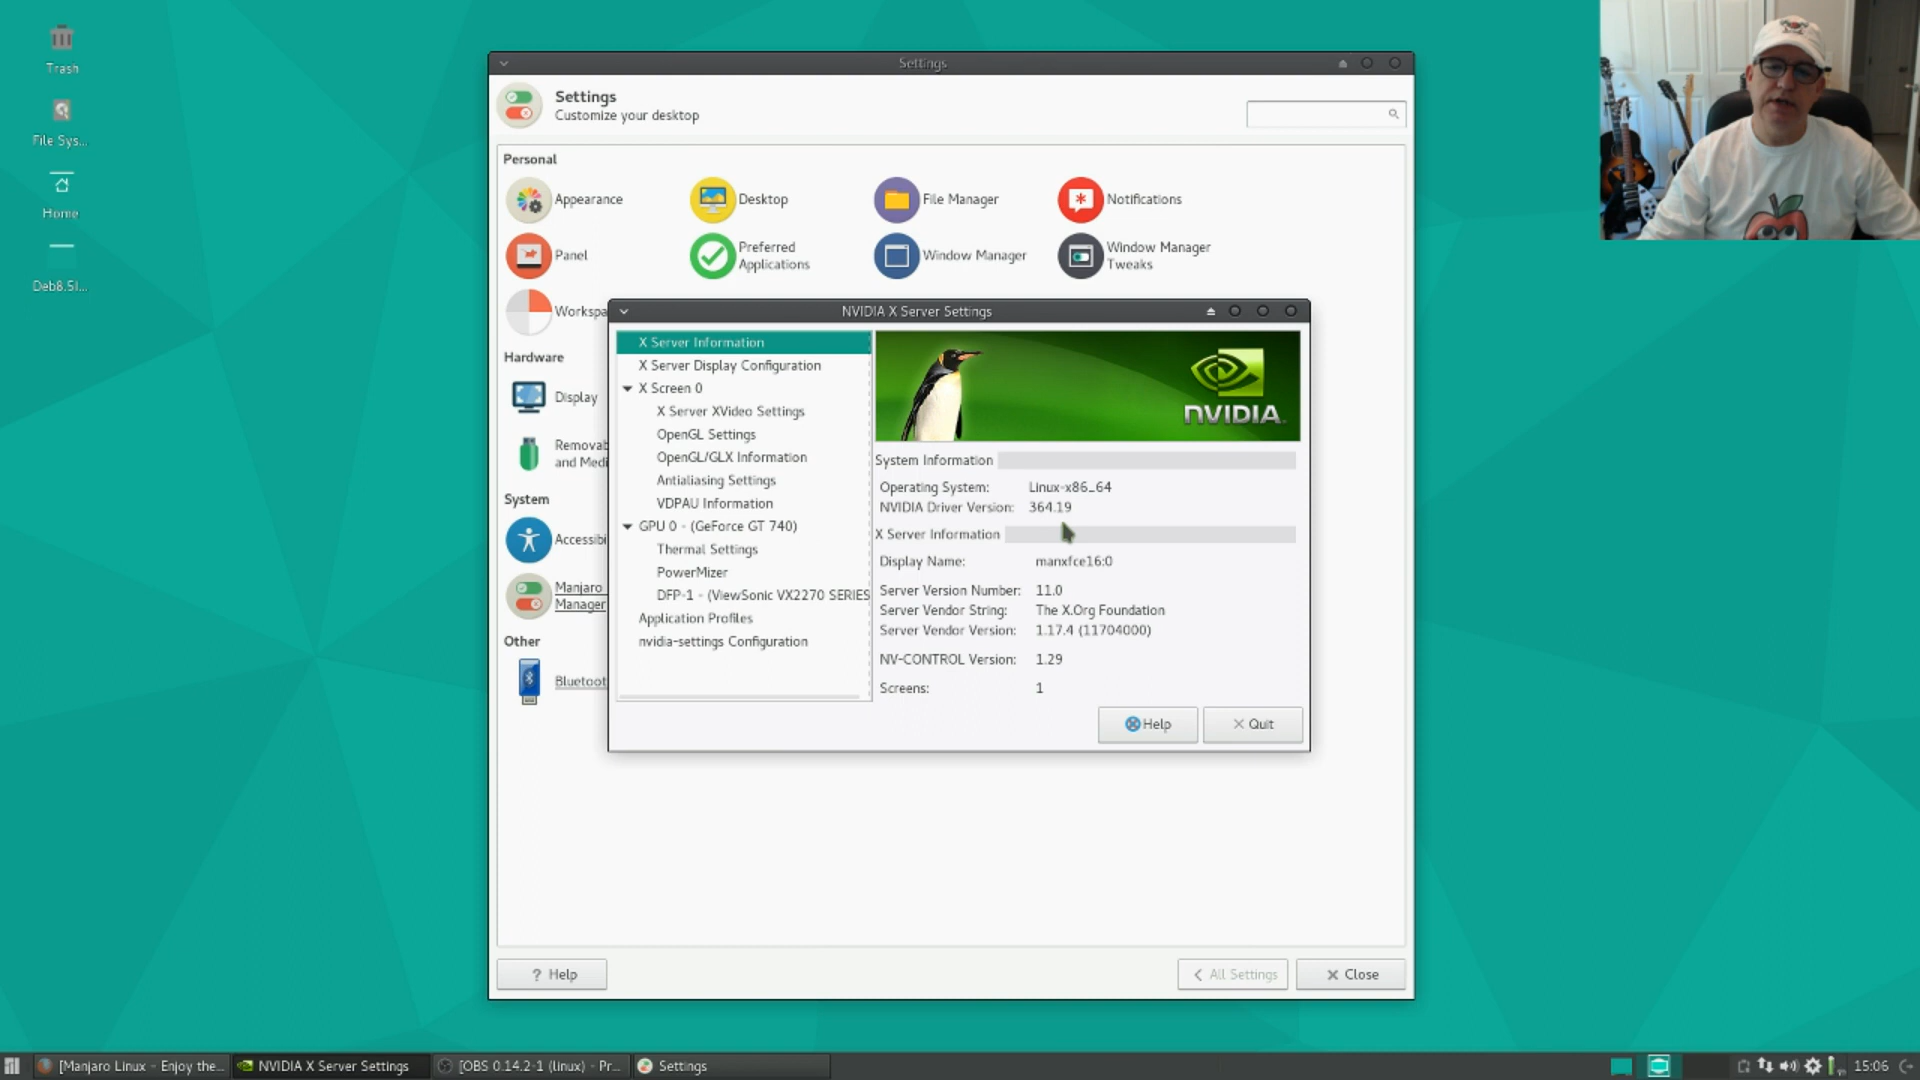 Trash
File Sys...
Home
Deb8.5l...
Settings
Settings
Customize your desktop
Personal
Appearance
Desktop
File Manager
Notifications
Panel
Preferred
Applications
Window Manager
Window Manager
Tweaks
Workspa
Hardware
Display
Removab
and Medi
System
Accessibi
Manjaro
Manager
Other
Bluetoot
NVIDIA X Server Settings
X Server Information
X Server Display Configuration
X Screen 0
X Server XVideo Settings
OpenGL Settings
OpenGL/GLX Information
Antialiasing Settings
VDPAU Information
GPU 0 - (GeForce GT 740)
Thermal Settings
PowerMizer
DFP-1 - (ViewSonic VX2270 SERIES
Application Profiles
nvidia-settings Configuration
NVIDIA
System Information
Operating System: Linux-x86_64
NVIDIA Driver Version: 364.19
X Server Information
Display Name: manxfce16:0
Server Version Number: 11.0
Server Vendor String: The X.Org Foundation
Server Vendor Version: 1.17.4 (11704000)
NV-CONTROL Version: 1.29
Screens: 1
Help
Quit
? Help
All Settings
Close
[Manjaro Linux - Enjoy the...
NVIDIA X Server Settings
[OBS 0.14.2-1 (linux) - Pr...
Settings
15:06